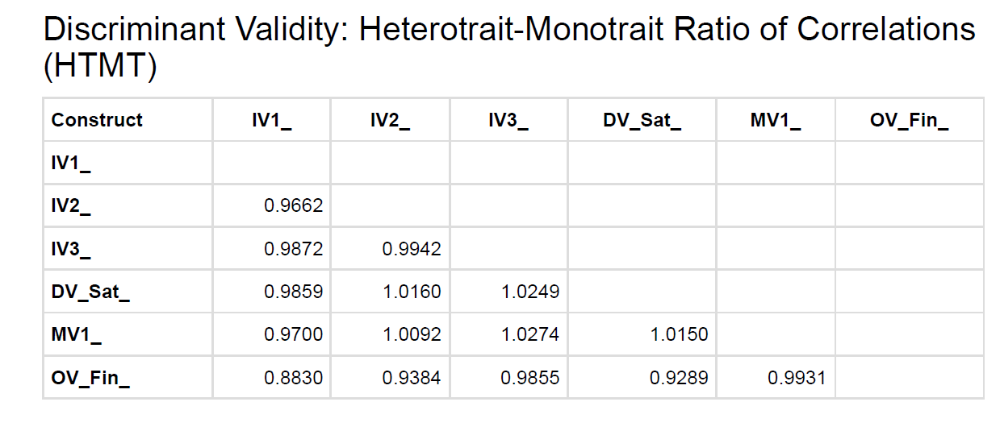 Discriminant Validity: Heterotrait-Monotrait Ratio of Correlations
(HTMT)
Construct IV1_ IV2_ IV3_ DV_Sat_ MV1_ OV_Fin_
IV1_
IV2_ 0.9662
IV3_ 0.9872 0.9942
DV_Sat_ 0.9859 1.0160 1.0249
MV1_ 0.9700 1.0092 1.0274 1.0150
OV_Fin_ 0.8830 0.9384 0.9855 0.9289 0.9931